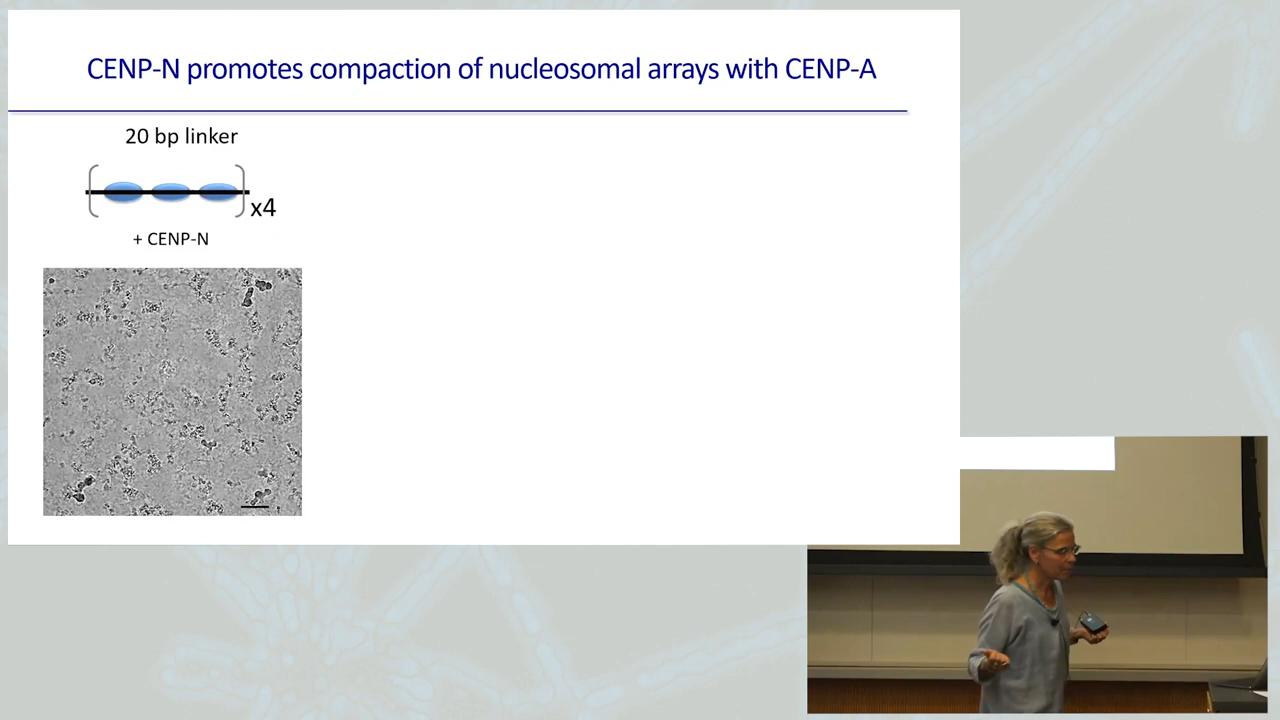 CENP-N promotes compaction of nucleosomal arrays with CENP-A
20 bp linker
x4
+ CENP-N